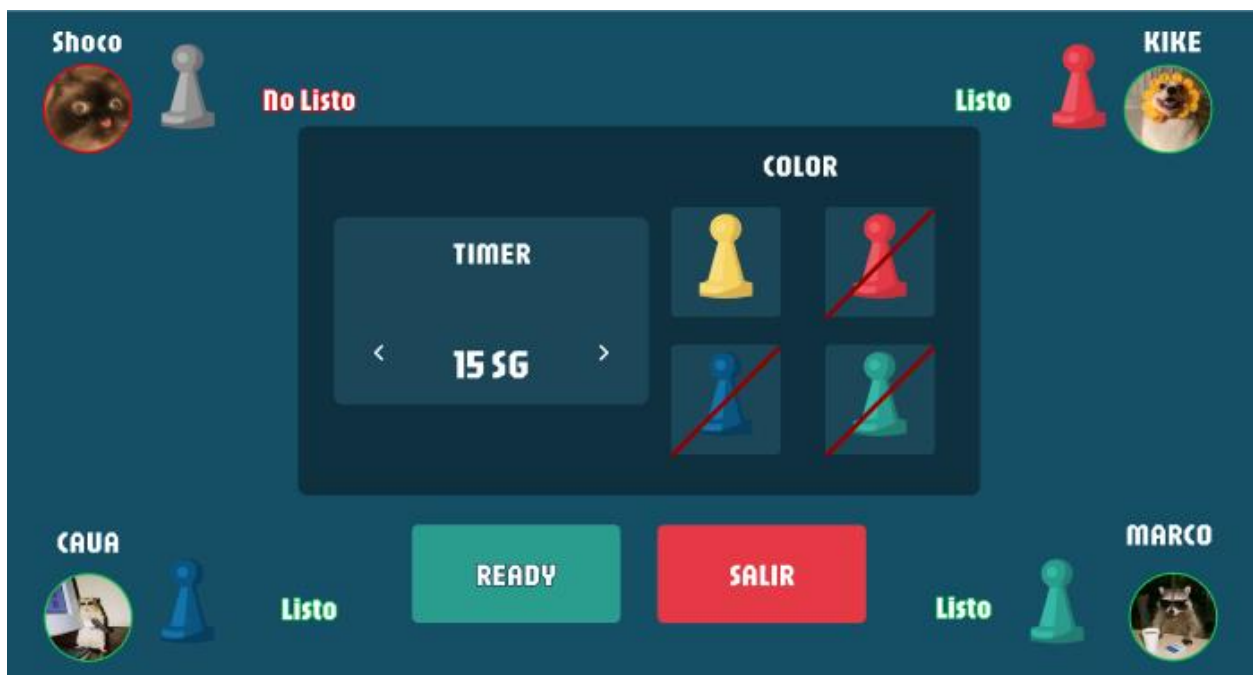 Shoco
KIKE
No Listo
Listo
COLOR
TIMER
< 15 SG >
CAUA
MARCO
READY
SALIR
Listo
Listo